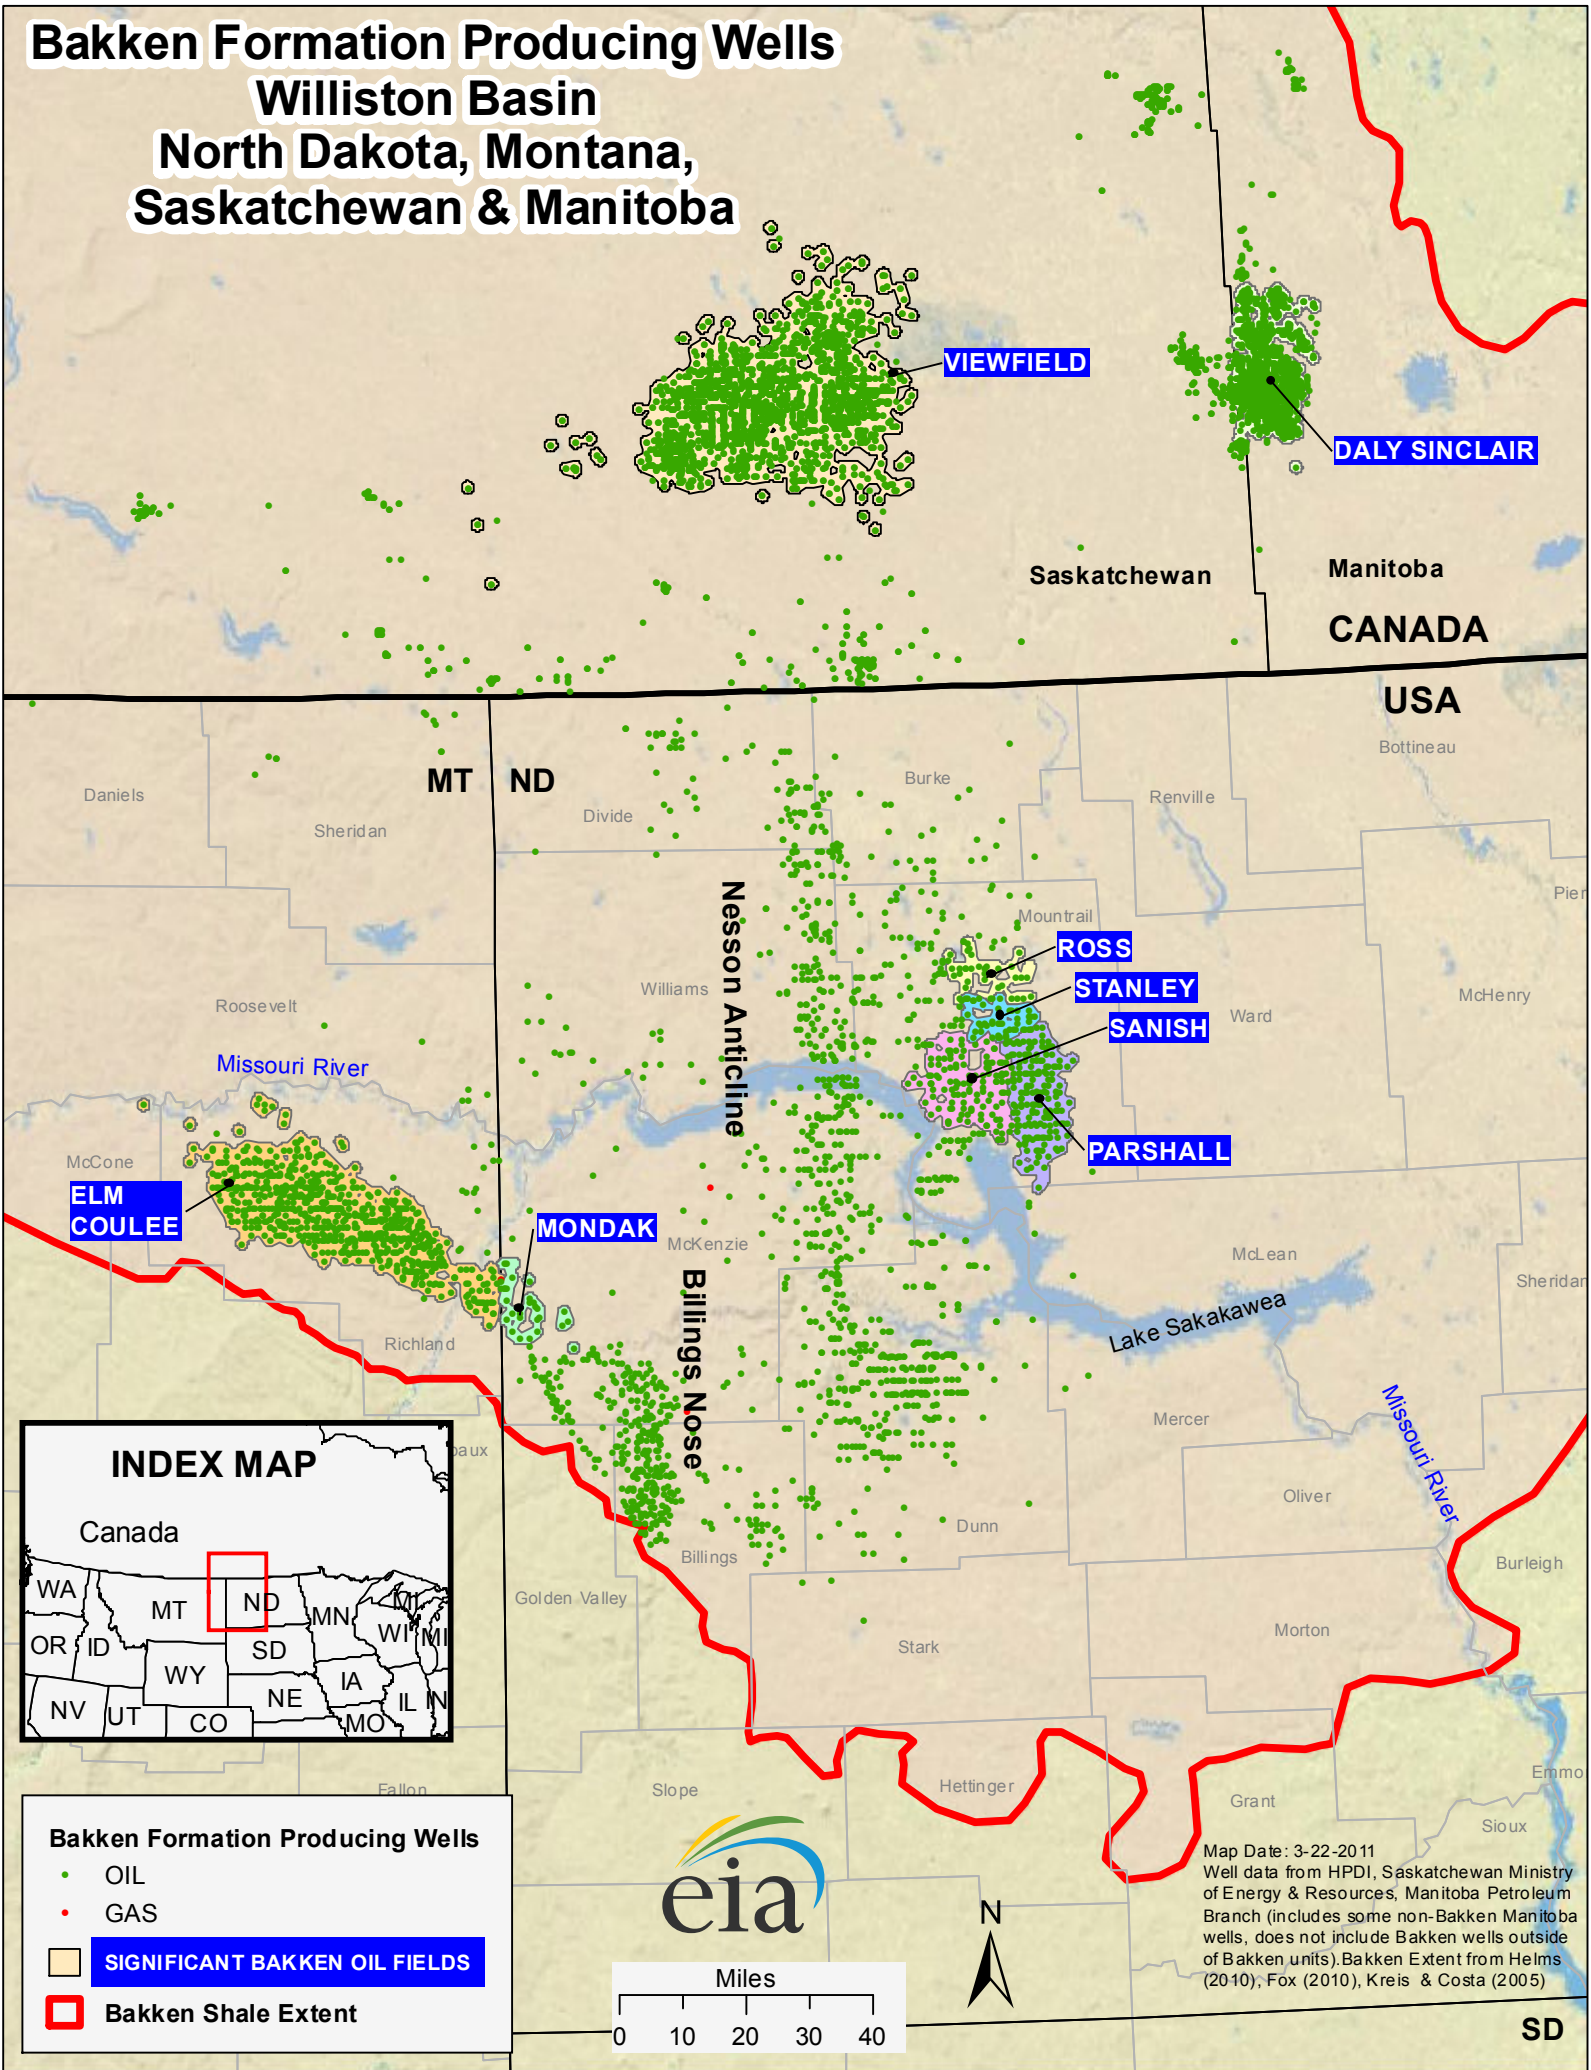 Bakken Formation Producing Wells
Williston Basin
North Dakota, Montana,
Saskatchewan & Manitoba
VIEWFIELD
DALY SINCLAIR
Saskatchewan
Manitoba
CANADA
USA
MT
ND
Bottineau
Daniels
Sheridan
Divide
Burke
Renville
Pier
Nesson Anticline
Mountrail
ROSS
STANLEY
SANISH
Williams
Roosevelt
McHenry
Ward
Missouri River
PARSHALL
McCone
ELM
COULEE
MONDAK
McKenzie
McLean
Sheridan
Billings Nose
Lake Sakakawea
Richland
Missouri River
Mercer
baux
INDEX MAP
Canada
WA
MT
ND
MN
MI
OR
ID
SD
WI
MI
WY
IA
NE
IL
IN
NV
UT
CO
MO
Oliver
Dunn
Billings
Burleigh
Golden Valley
Stark
Morton
Fallon
Slope
Hettinger
Grant
Emmo
Sioux
Bakken Formation Producing Wells
OIL
GAS
SIGNIFICANT BAKKEN OIL FIELDS
Bakken Shale Extent
eia
Miles
0 10 20 30 40
N
Map Date: 3-22-2011
Well data from HPDI, Saskatchewan Ministry
of Energy & Resources, Manitoba Petroleum
Branch (includes some non-Bakken Manitoba
wells, does not include Bakken wells outside
of Bakken units).Bakken Extent from Helms
(2010), Fox (2010), Kreis & Costa (2005)
SD